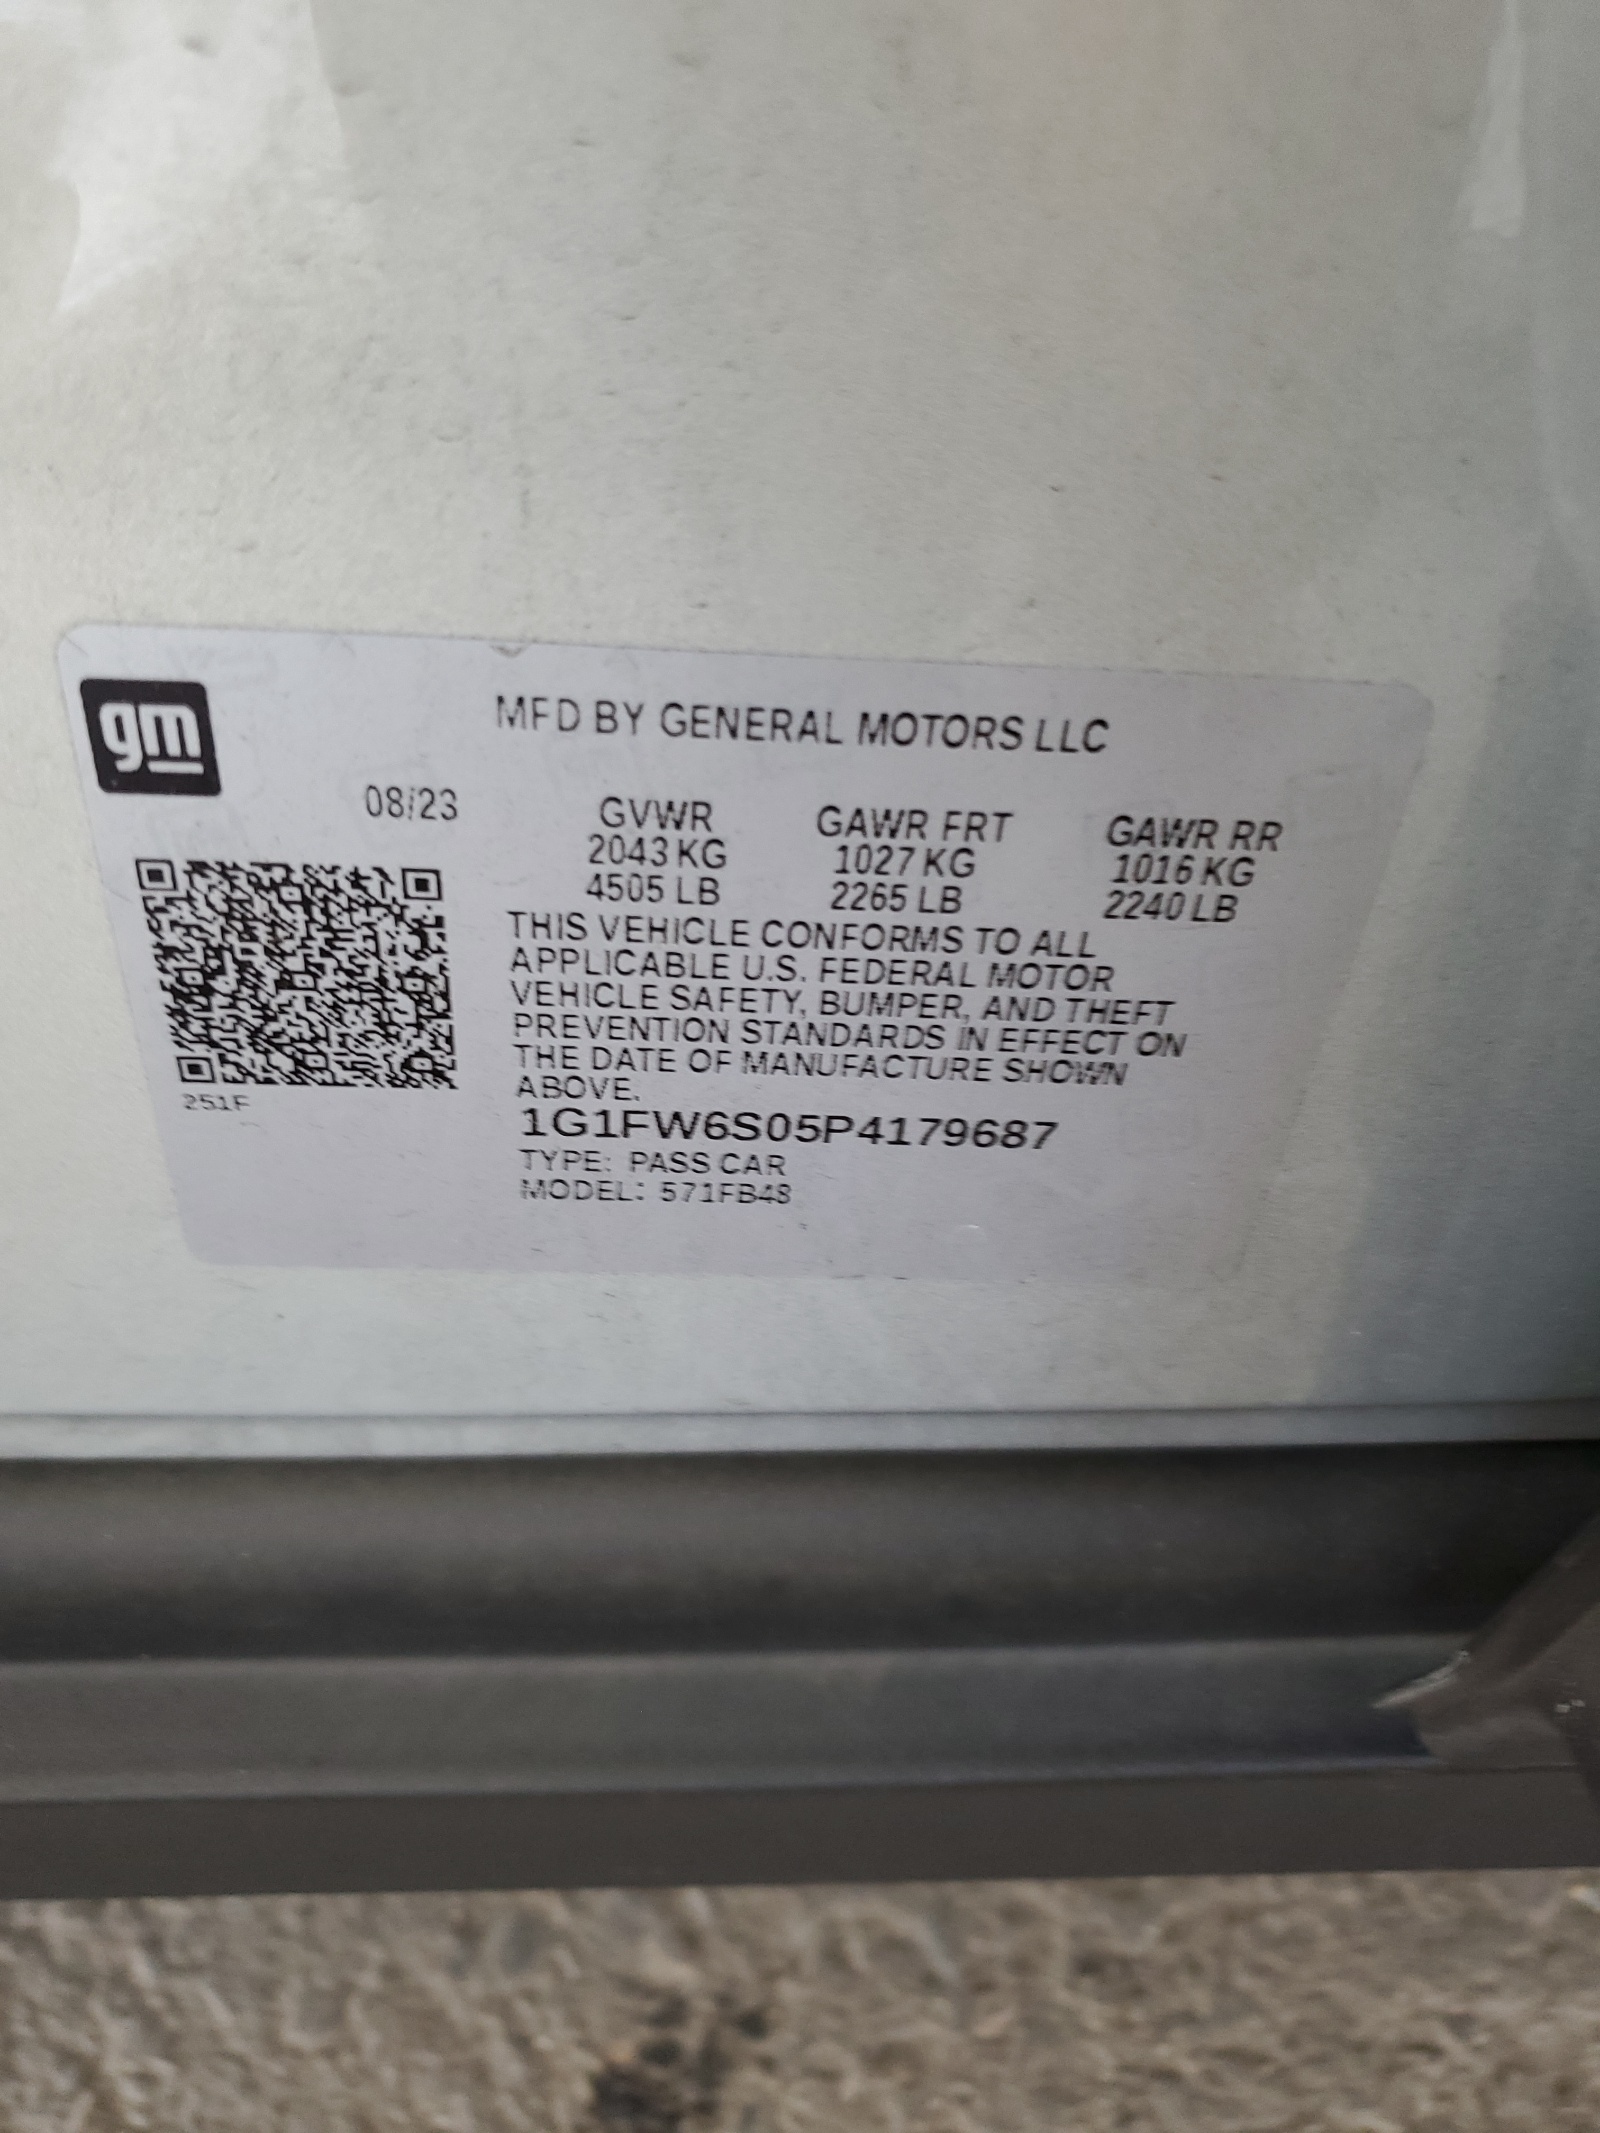 gm
MFD BY GENERAL MOTORS LLC
08/23
GVWR GAWR FRT GAWR RR
2043 KG 1027 KG 1016 KG
4505 LB 2265 LB 2240 LB
THIS VEHICLE CONFORMS TO ALL
APPLICABLE U.S. FEDERAL MOTOR
VEHICLE SAFETY, BUMPER, AND THEFT
PREVENTION STANDARDS IN EFFECT ON
THE DATE OF MANUFACTURE SHOWN
ABOVE.
251F
1G1FW6S05P4179687
TYPE: PASS CAR
MODEL: 571FB48